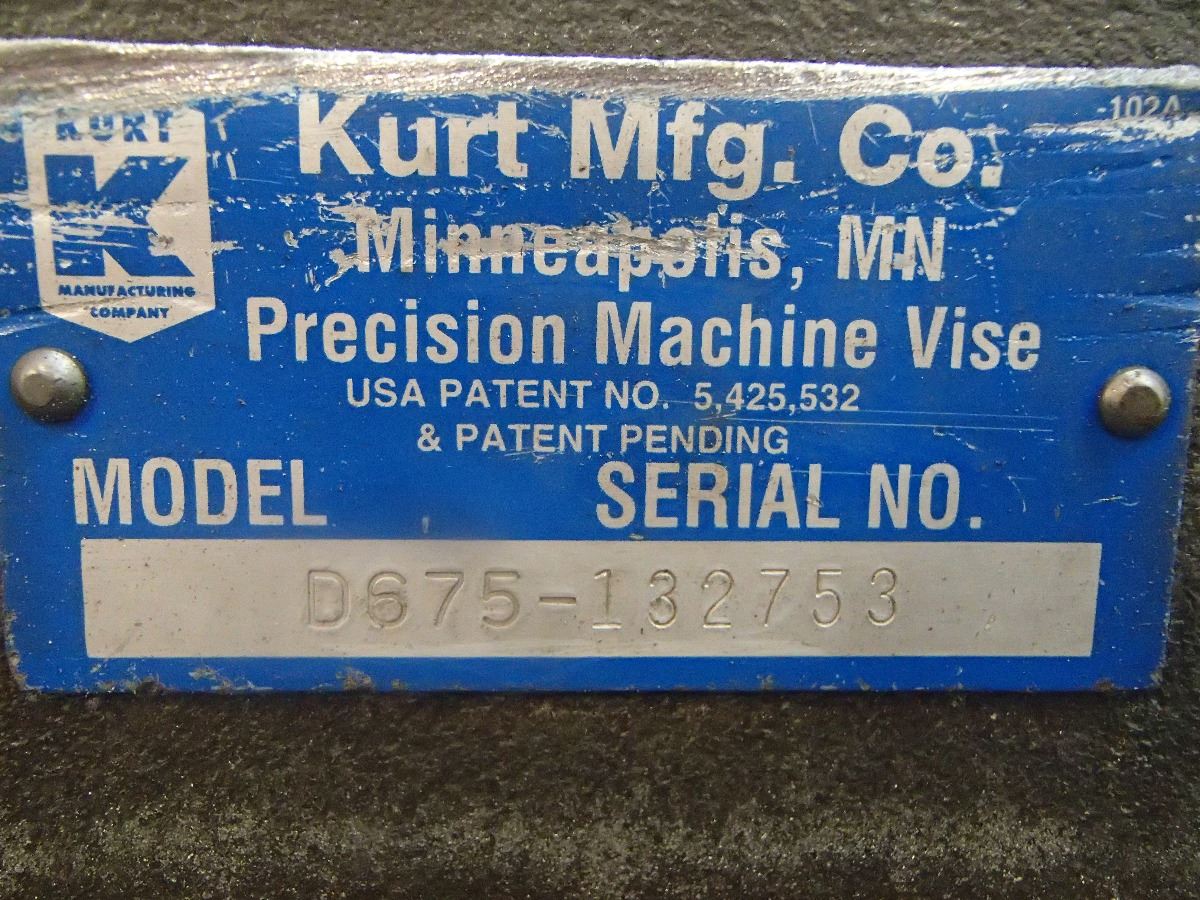 -102A
KURT
K
MANUFACTURING
COMPANY
Kurt Mfg. Co.
Minneapolis, MN
Precision Machine Vise
USA PATENT NO. 5,425,532
& PATENT PENDING
MODEL SERIAL NO.
D675-132753